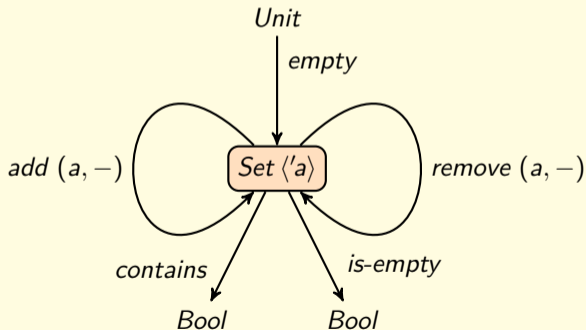 Unit
empty
add (a, −)
Set ⟨'a⟩
remove (a, −)
contains
is-empty
Bool
Bool